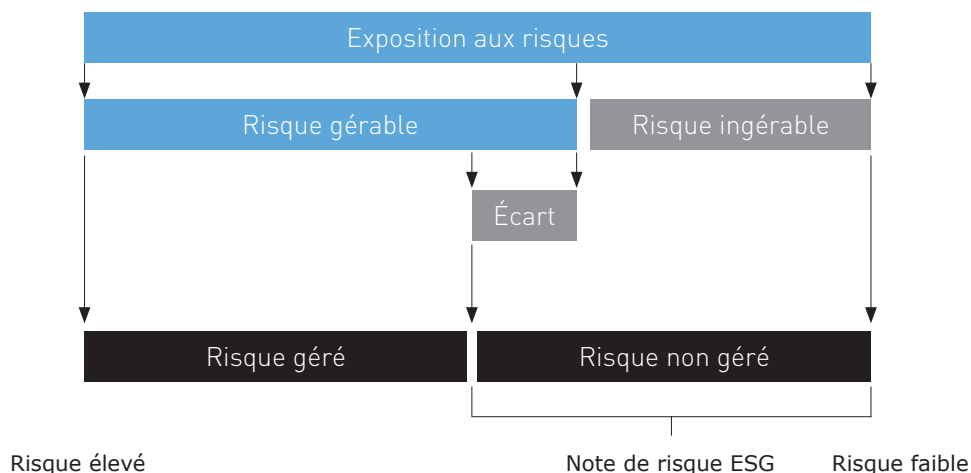 Exposition aux risques
Risque gérable
Risque ingérable
Écart
Risque géré
Risque non géré
Risque élevé
Note de risque ESG
Risque faible